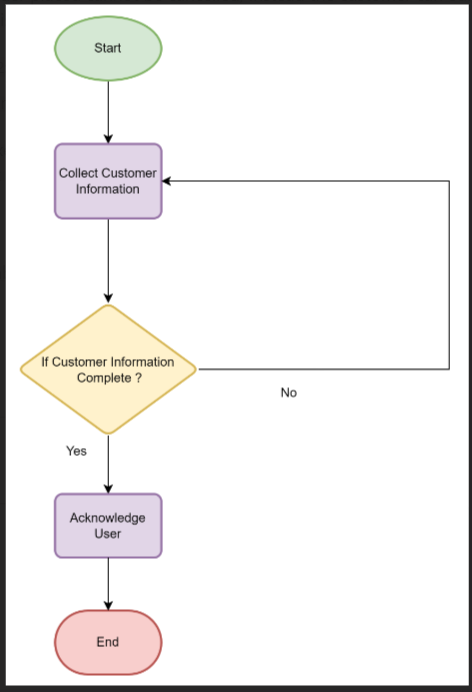 Start
Collect Customer
Information
If Customer Information
Complete ?
No
Yes
Acknowledge
User
End